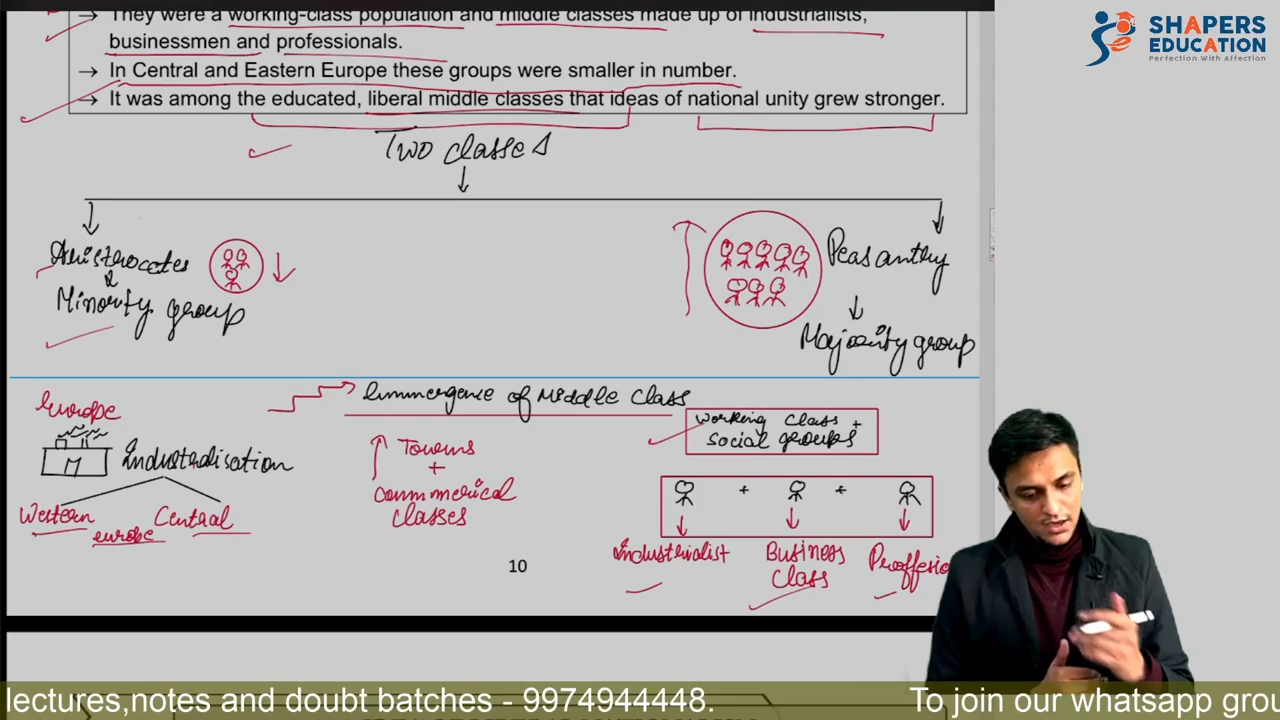 SHAPERS
EDUCATION
Perfection With Affection
They were a working-class population and middle classes made up of industrialists,
businessmen and professionals.
→ In Central and Eastern Europe these groups were smaller in number.
→ It was among the educated, liberal middle classes that ideas of national unity grew stronger.
Two classes
Aristrocates
Minority group
Peasantry
Majority group
Emmergence of Middle Class
Europe
M
Industrialisation
Western
europe
Central
Towns
+
Commerical
Classes
Working class +
social groups
+ +
Industrialist
Business
Class
Proffesio
10
lectures,notes and doubt batches - 9974944448.
To join our whatsapp grou